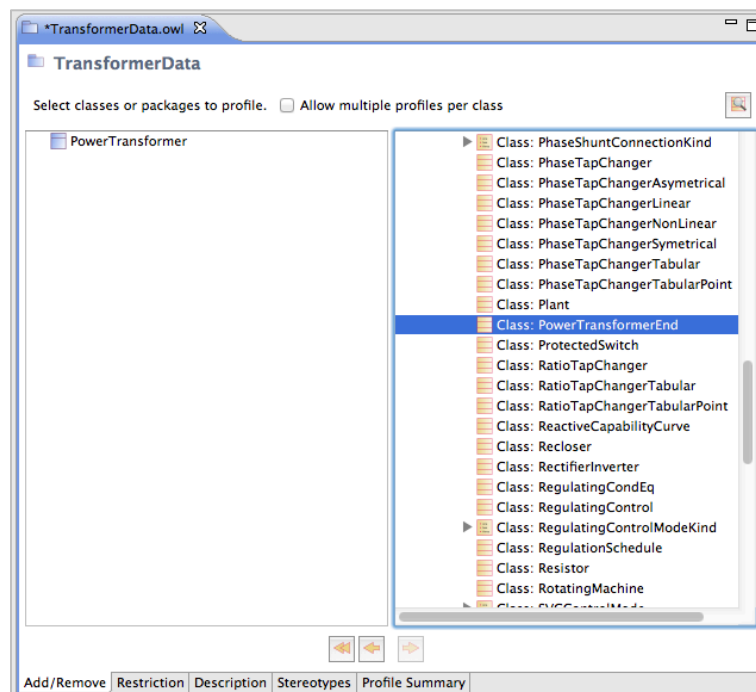 *TransformerData.owl
TransformerData
Select classes or packages to profile. Allow multiple profiles per class
PowerTransformer
Class: PhaseShuntConnectionKind
Class: PhaseTapChanger
Class: PhaseTapChangerAsymetrical
Class: PhaseTapChangerLinear
Class: PhaseTapChangerNonLinear
Class: PhaseTapChangerSymetrical
Class: PhaseTapChangerTabular
Class: PhaseTapChangerTabularPoint
Class: Plant
Class: PowerTransformerEnd
Class: ProtectedSwitch
Class: RatioTapChanger
Class: RatioTapChangerTabular
Class: RatioTapChangerTabularPoint
Class: ReactiveCapabilityCurve
Class: Recloser
Class: RectifierInverter
Class: RegulatingCondEq
Class: RegulatingControl
Class: RegulatingControlModeKind
Class: RegulationSchedule
Class: Resistor
Class: RotatingMachine
Class: SVCControlMode
Add/Remove Restriction Description Stereotypes Profile Summary